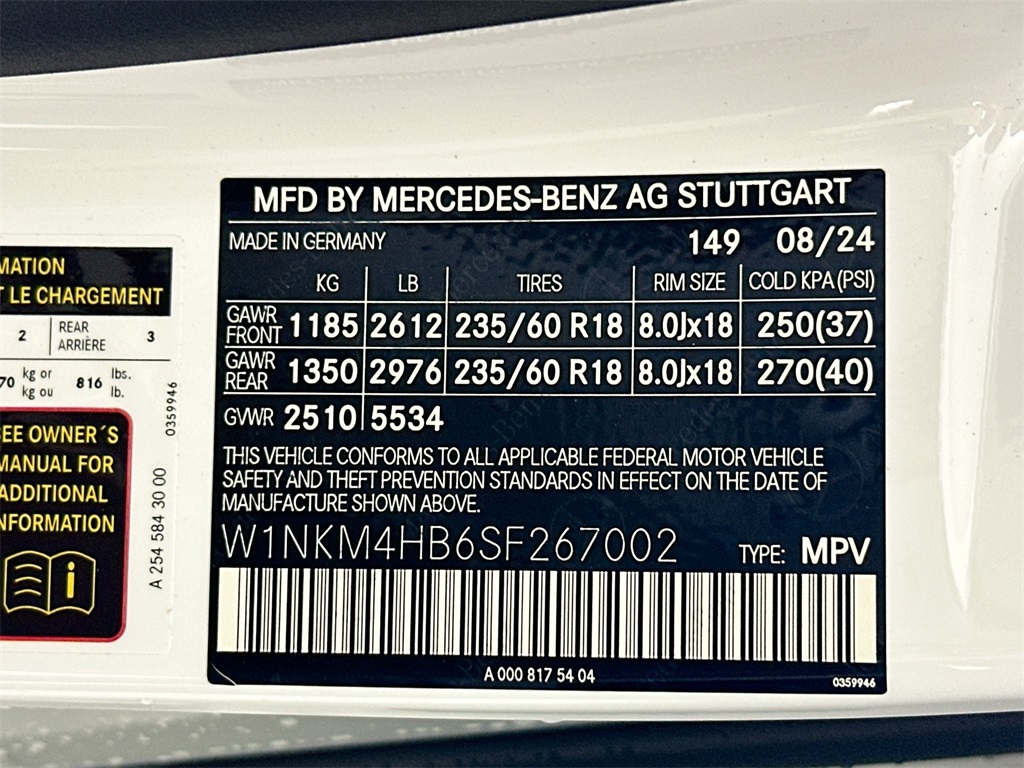 MFD BY MERCEDES-BENZ AG STUTTGART
MADE IN GERMANY 149 08/24
KG LB TIRES RIM SIZE COLD KPA(PSI)
GAWR FRONT 1185 2612 235/60 R18 8.0Jx18 250(37)
GAWR REAR 1350 2976 235/60 R18 8.0Jx18 270(40)
GVWR 2510 5534
THIS VEHICLE CONFORMS TO ALL APPLICABLE FEDERAL MOTOR VEHICLE
SAFETY AND THEFT PREVENTION STANDARDS IN EFFECT ON THE DATE OF
MANUFACTURE SHOWN ABOVE.
W1NKM4HB6SF267002 TYPE: MPV
A 000 817 54 04
0359946
MATION
T LE CHARGEMENT
2 REAR 3
ARRIÈRE
70 kg or 816 lbs.
kg ou lb.
SEE OWNER´S
MANUAL FOR
ADDITIONAL
INFORMATION
i
A 254 584 30 00
0359946